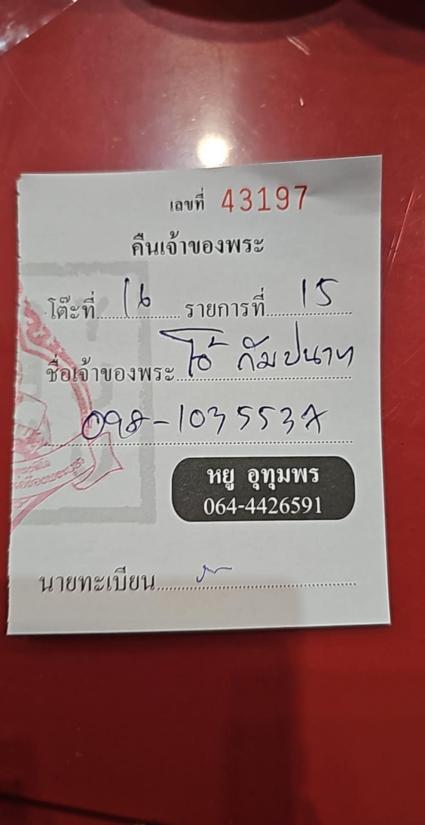 เลขที่ 43197
คืนเจ้าของพระ
โต๊ะที่ 16 รายการที่ 15
ชื่อเจ้าของพระ โอ๋ กัมปนาท
098-1035537
หยู อุทุมพร
064-4426591
นายทะเบียน